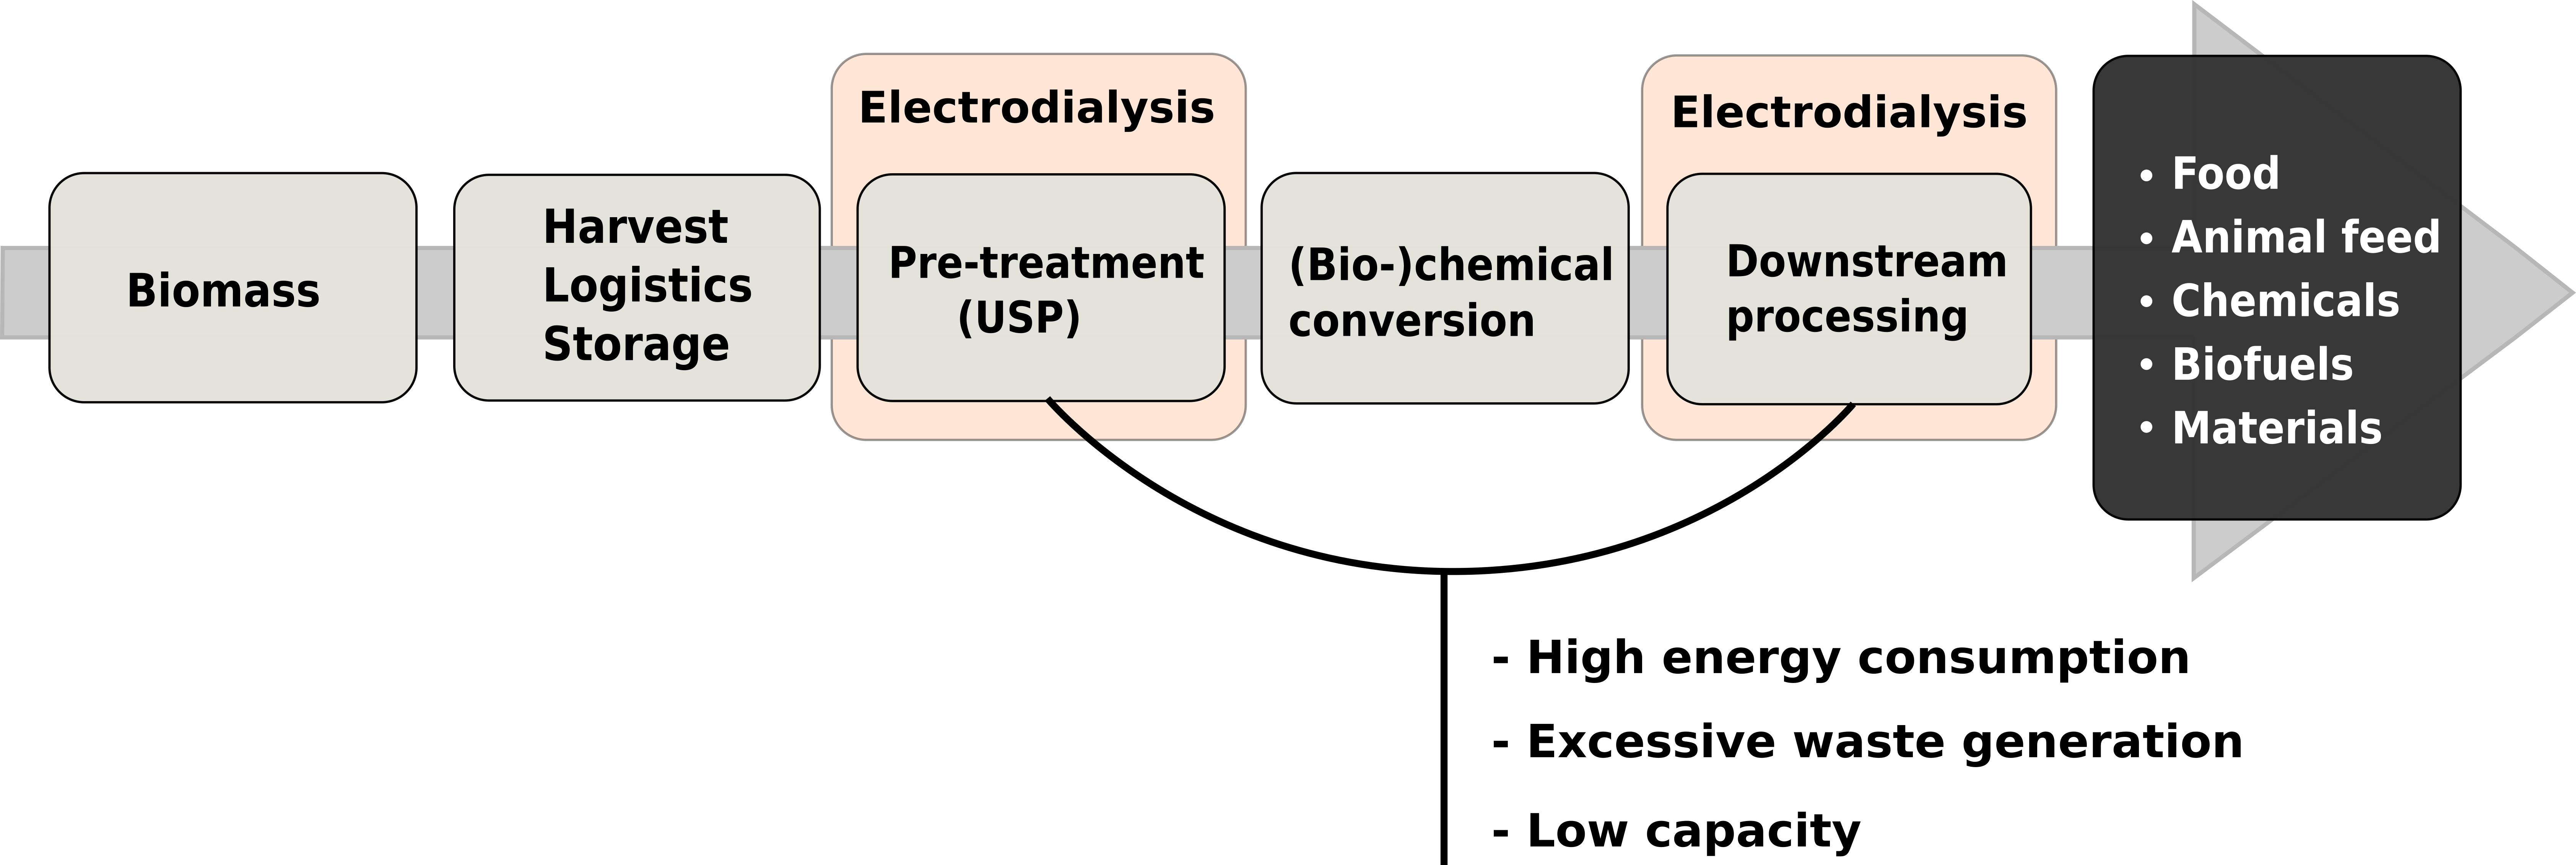 Electrodialysis
Electrodialysis
Biomass
Harvest
Logistics
Storage
Pre-treatment
(USP)
(Bio-)chemical
conversion
Downstream
processing
• Food
• Animal feed
• Chemicals
• Biofuels
• Materials
- High energy consumption
- Excessive waste generation
- Low capacity